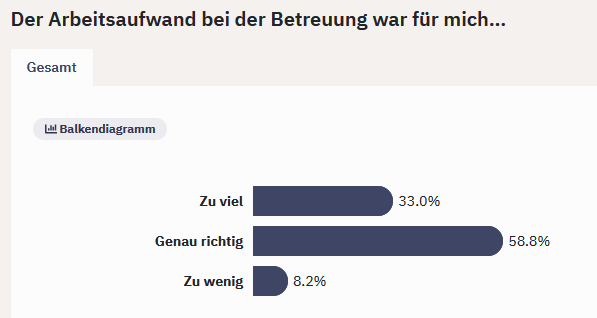 Der Arbeitsaufwand bei der Betreuung war für mich...
Gesamt
Balkendiagramm
Zu viel 33.0%
Genau richtig 58.8%
Zu wenig 8.2%